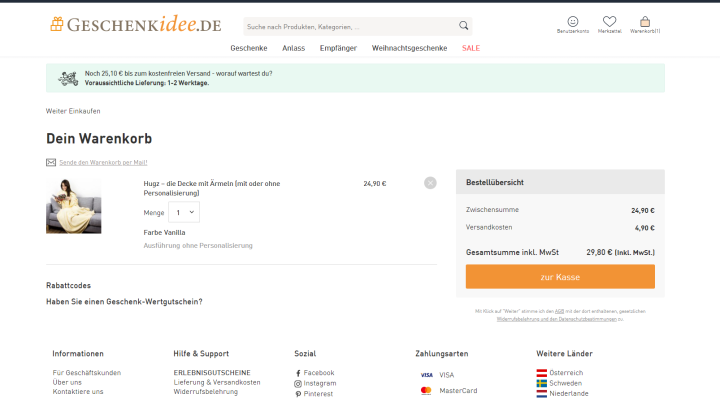 GESCHENKidee.DE
Suche nach Produkten, Kategorien, ...
Benutzerkonto
Merkzettel
Warenkorb(1)
Geschenke Anlass Empfänger Weihnachtsgeschenke SALE
Noch 25,10 € bis zum kostenfreien Versand - worauf wartest du?
Voraussichtliche Lieferung: 1-2 Werktage.
Weiter Einkaufen
Dein Warenkorb
Sende den Warenkorb per Mail!
Hugz – die Decke mit Ärmeln (mit oder ohne
Personalisierung)
24,90 €
Menge 1
Farbe Vanilla
Ausführung ohne Personalisierung
Rabattcodes
Haben Sie einen Geschenk-Wertgutschein?
Bestellübersicht
Zwischensumme 24,90 €
Versandkosten 4,90 €
Gesamtsumme inkl. MwSt 29,80 € (inkl. MwSt.)
zur Kasse
Mit Klick auf "Weiter" stimme ich den AGB mit der dort enthaltenen, gesetzlichen
Widerrufsbelehrung und den Datenschutzbestimmungen zu.
Informationen
Für Geschäftskunden
Über uns
Kontaktiere uns
Hilfe & Support
ERLEBNISGUTSCHEINE
Lieferung & Versandkosten
Widerrufsbelehrung
Sozial
Facebook
Instagram
Pinterest
Zahlungsarten
VISA VISA
MasterCard
Weitere Länder
Österreich
Schweden
Niederlande